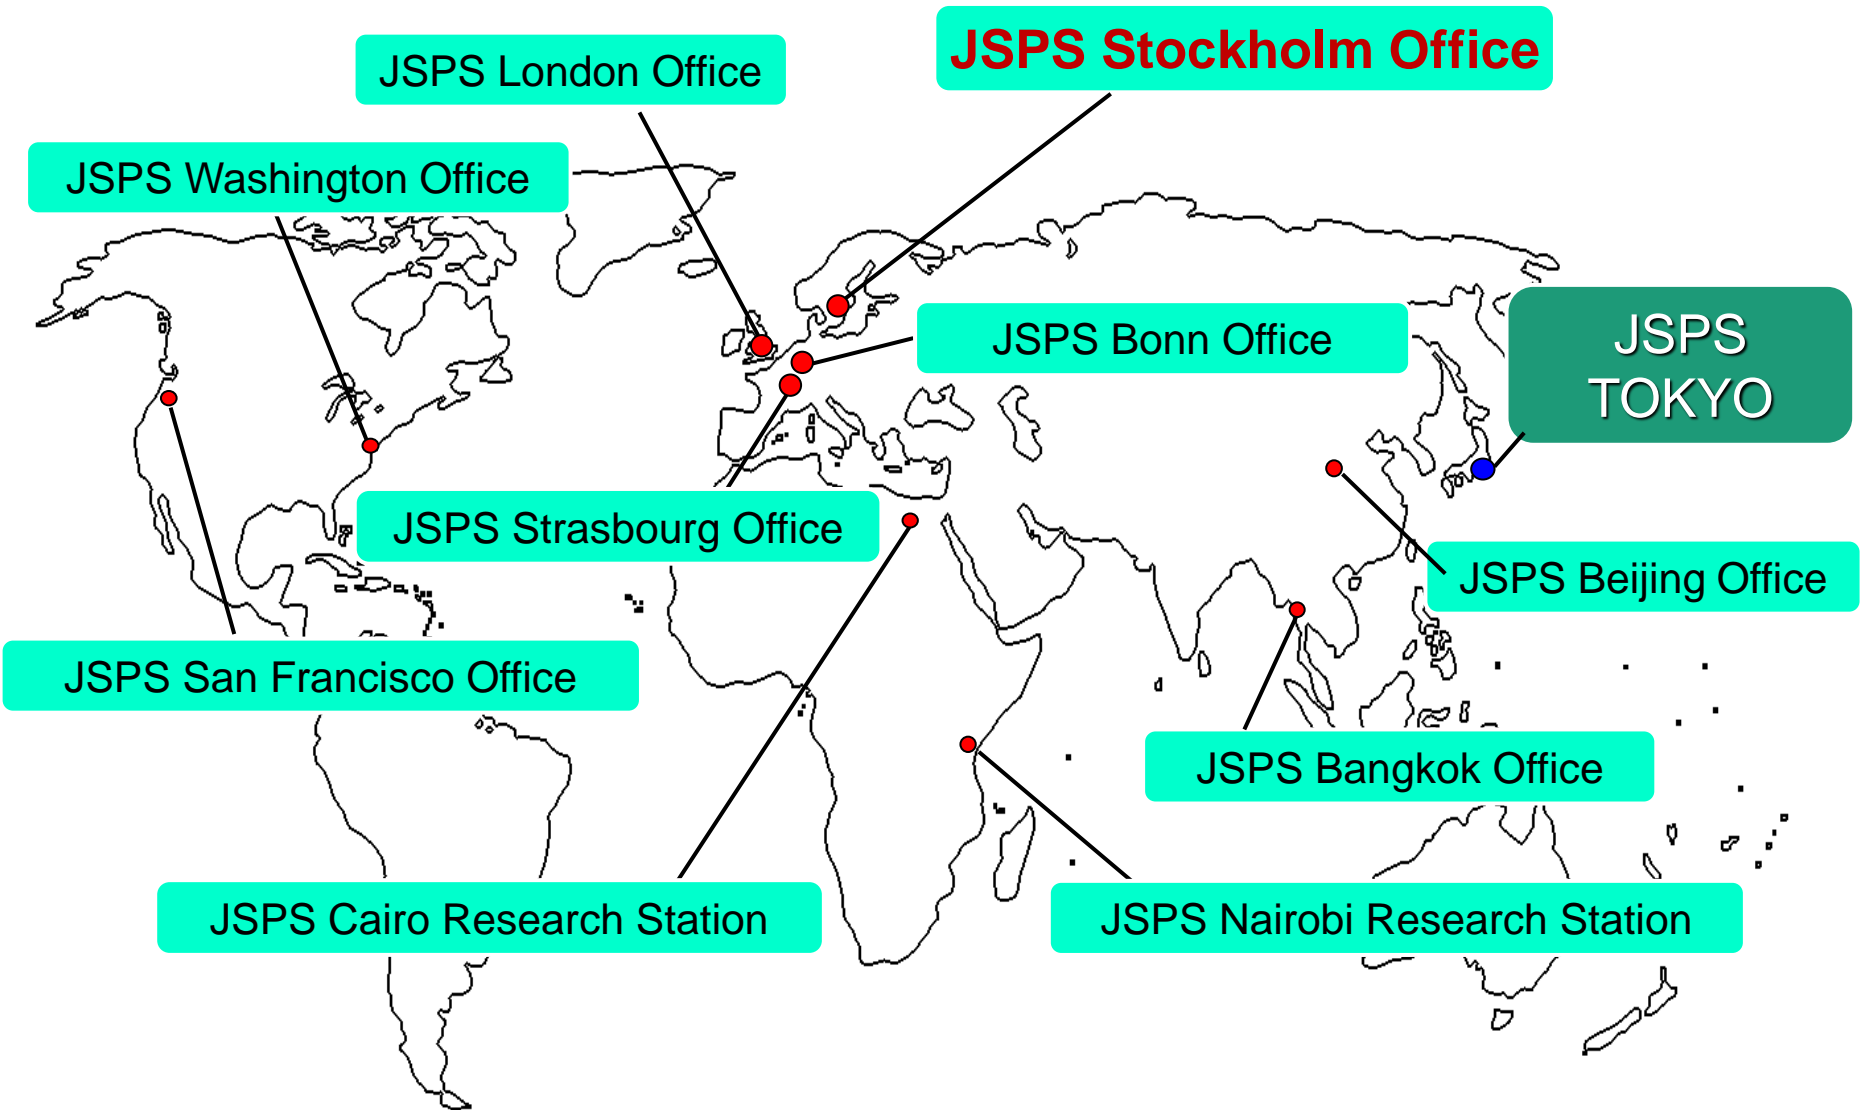 JSPS Stockholm Office
JSPS London Office
JSPS Washington Office
JSPS Bonn Office
JSPS
TOKYO
JSPS Strasbourg Office
JSPS Beijing Office
JSPS San Francisco Office
JSPS Bangkok Office
JSPS Cairo Research Station
JSPS Nairobi Research Station